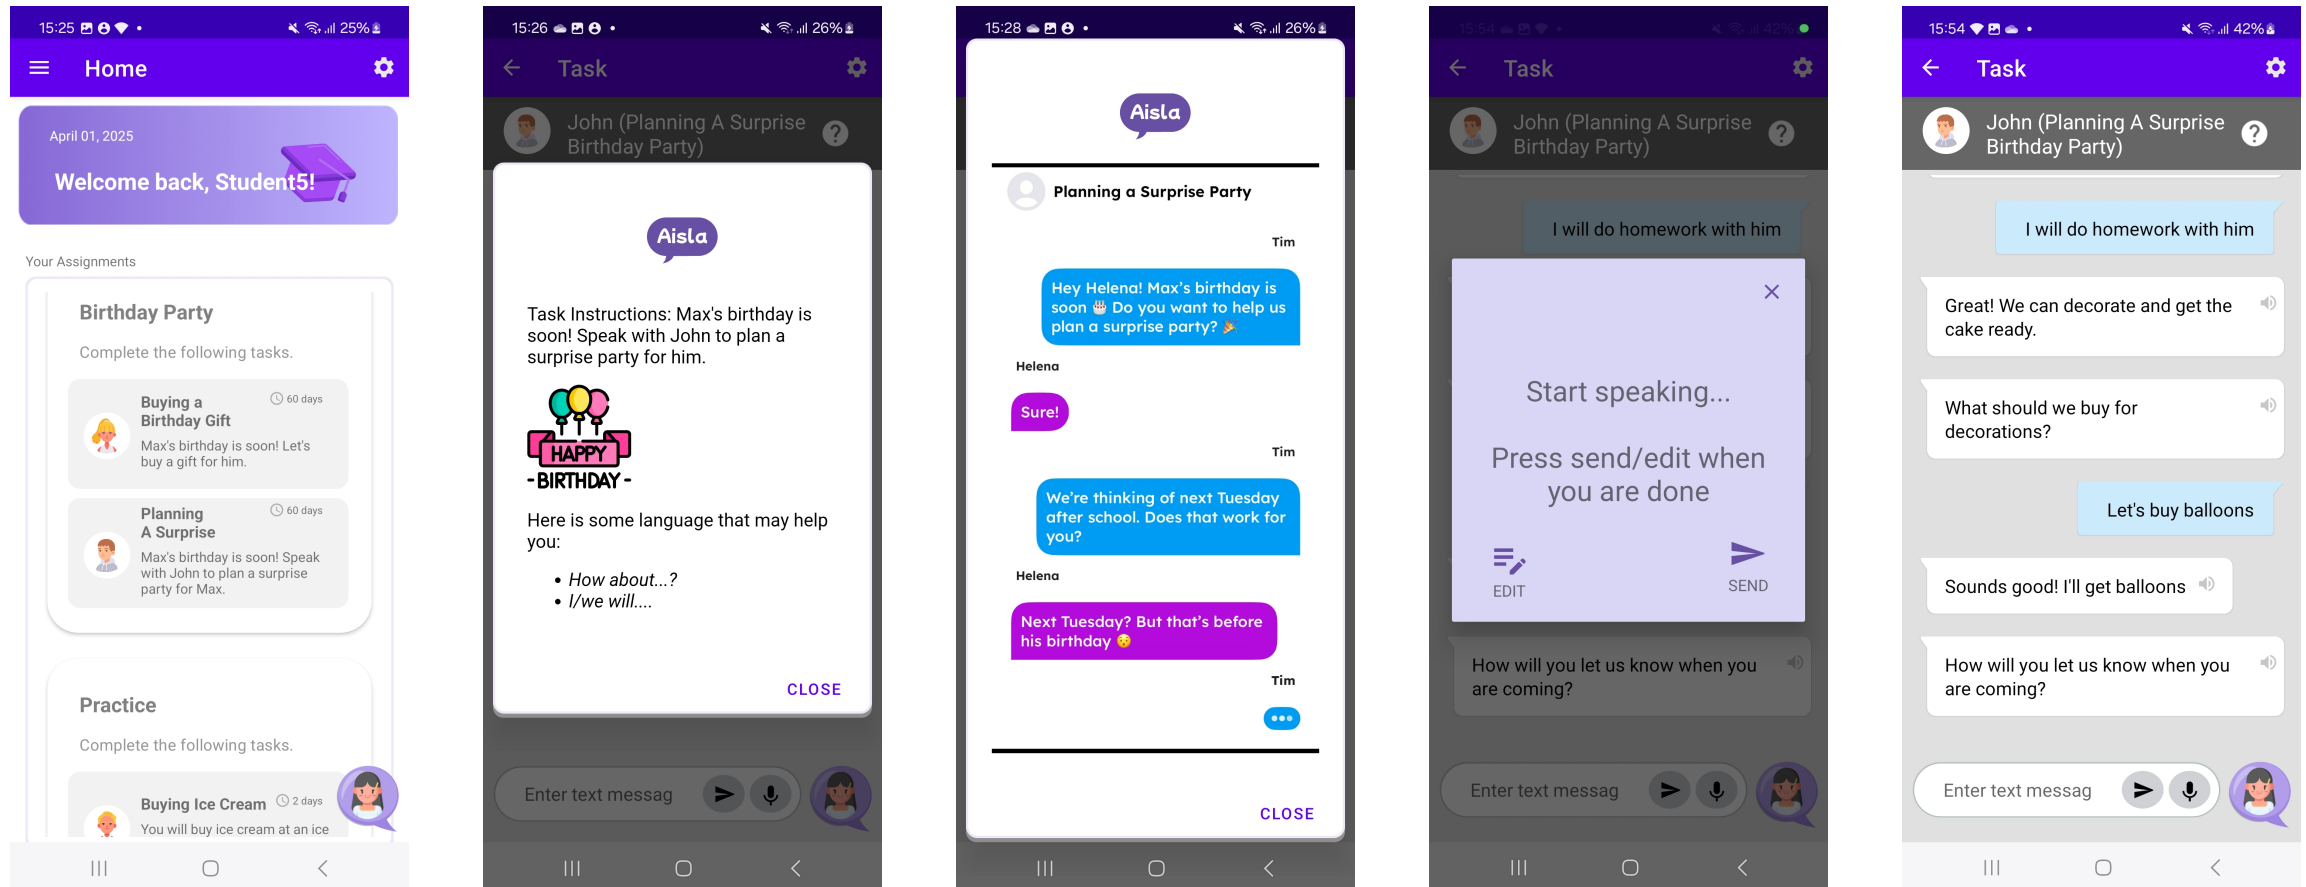 15:25
25%
Home
April 01, 2025
Welcome back, Student5!
Your Assignments
Birthday Party
Complete the following tasks.
Buying a
Birthday Gift
60 days
Max's birthday is soon! Let's
buy a gift for him.
Planning
A Surprise
60 days
Max's birthday is soon! Speak
with John to plan a surprise
party for Max.
Practice
Complete the following tasks.
Buying Ice Cream
2 days
You will buy ice cream at an ice
15:26
26%
Task
John (Planning A Surprise
Birthday Party)
?
Aisla
Task Instructions: Max's birthday is
soon! Speak with John to plan a
surprise party for him.
HAPPY
-BIRTHDAY-
Here is some language that may help
you:
• How about...?
• I/we will....
CLOSE
Enter text messag
15:28
26%
Aisla
Planning a Surprise Party
Tim
Hey Helena! Max's birthday is
soon 🎂 Do you want to help us
plan a surprise party? 🎉
Helena
Sure!
Tim
We're thinking of next Tuesday
after school. Does that work for
you?
Helena
Next Tuesday? But that's before
his birthday 😟
Tim
CLOSE
15:54
42%
Task
John (Planning A Surprise
Birthday Party)
?
I will do homework with him
Start speaking...
Press send/edit when
you are done
EDIT
SEND
How will you let us know when you
are coming?
Enter text messag
15:54
42%
Task
John (Planning A Surprise
Birthday Party)
?
I will do homework with him
Great! We can decorate and get the
cake ready.
What should we buy for
decorations?
Let's buy balloons
Sounds good! I'll get balloons
How will you let us know when you
are coming?
Enter text messag